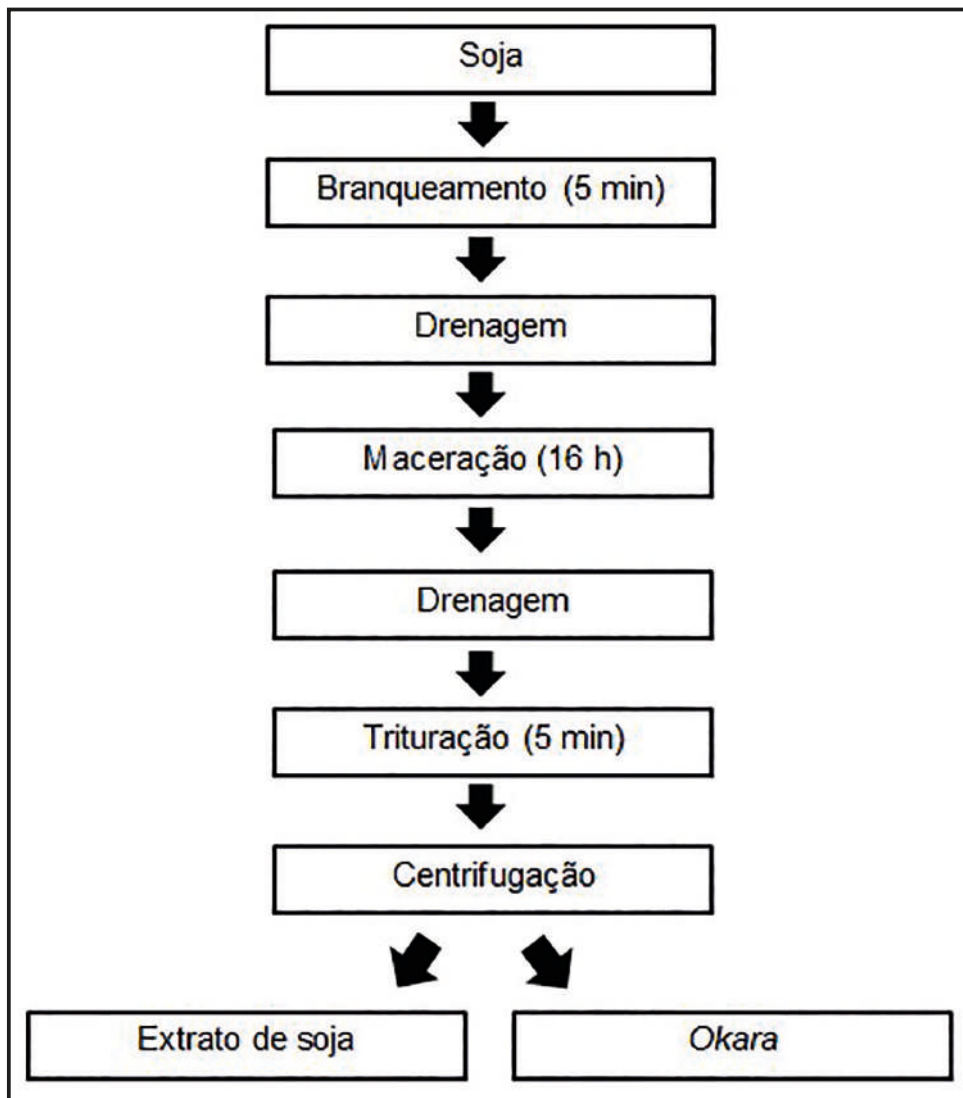 Soja
Branqueamento (5 min)
Drenagem
Maceração (16 h)
Drenagem
Trituração (5 min)
Centrifugação
Extrato de soja
Okara